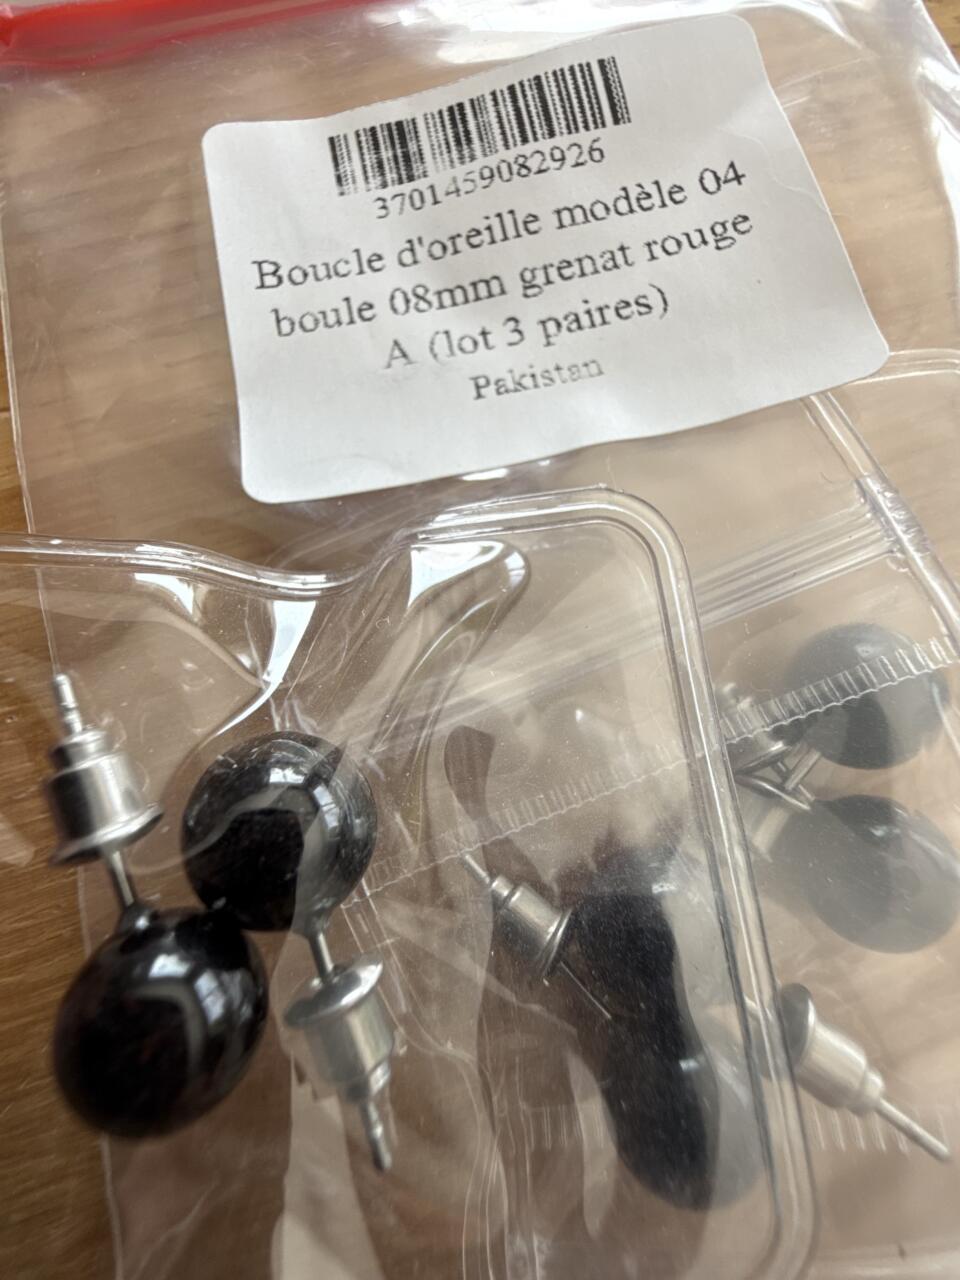 3701459082926
Boucle d'oreille modèle 04
boule 08mm grenat rouge
A (lot 3 paires)
Pakistan